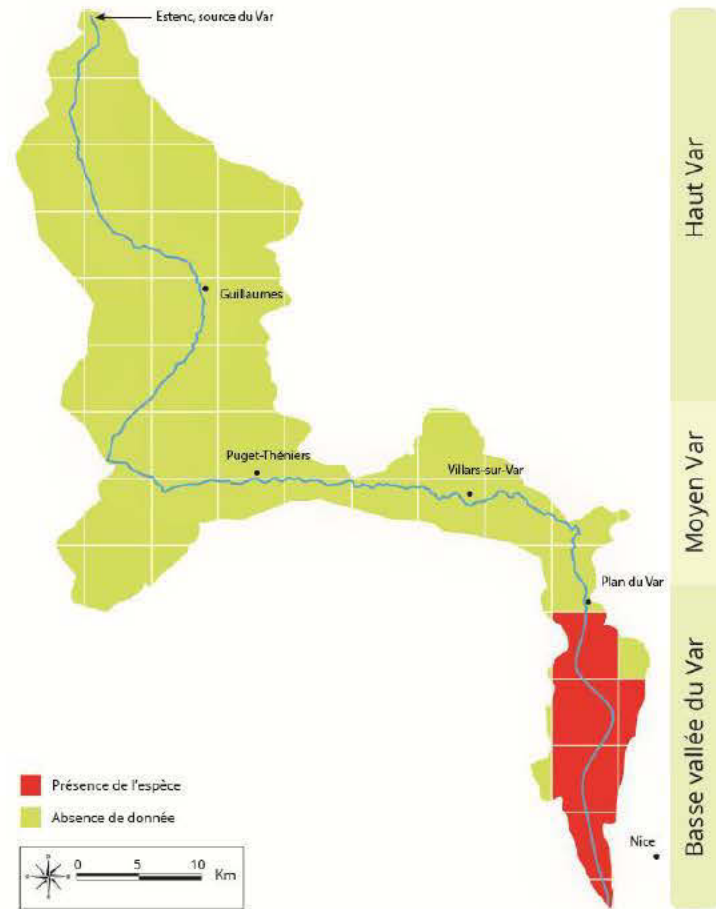 Estenc, source du Var
Haut Var
Guillaumes
Puget-Théniers
Villars-sur-Var
Moyen Var
Plan du Var
Basse vallée du Var
Présence de l'espèce
Absence de donnée
Nice
0 5 10
Km